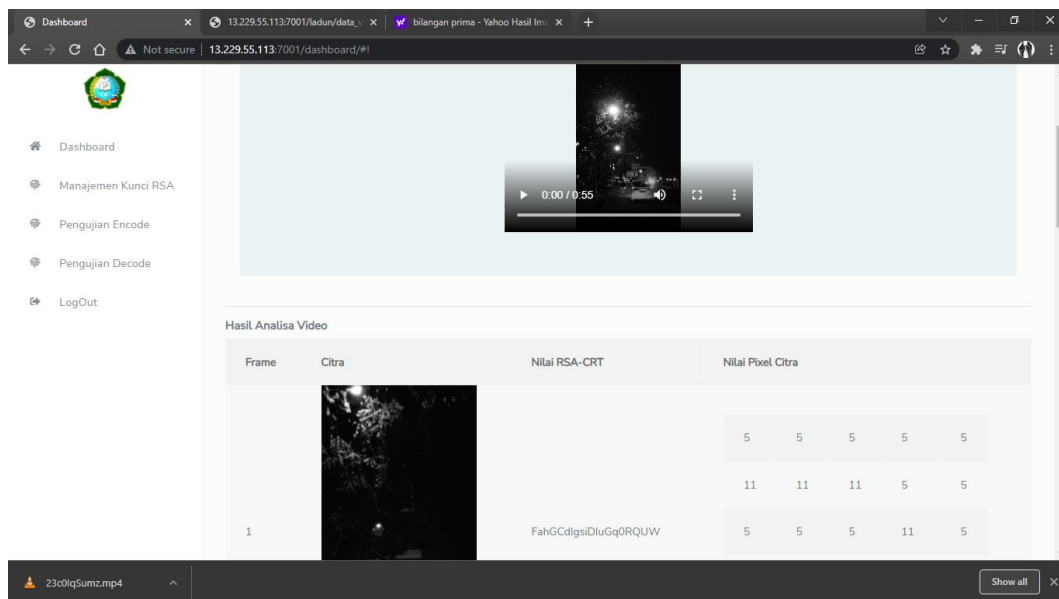 Dashboard
13.229.55.113:7001/ladun/data_v
bilangan prima - Yahoo Hasil Ima
Not secure
13.229.55.113:7001/dashboard/#!
Dashboard
Manajemen Kunci RSA
Pengujian Encode
Pengujian Decode
LogOut
0:00 / 0:55
Hasil Analisa Video
Frame Citra Nilai RSA-CRT Nilai Pixel Citra
5 5 5 5 5
11 11 11 5 5
1 FahGCdIgsiDIuGq0RQUW 5 5 5 11 5
23c0IqSumz.mp4
Show all